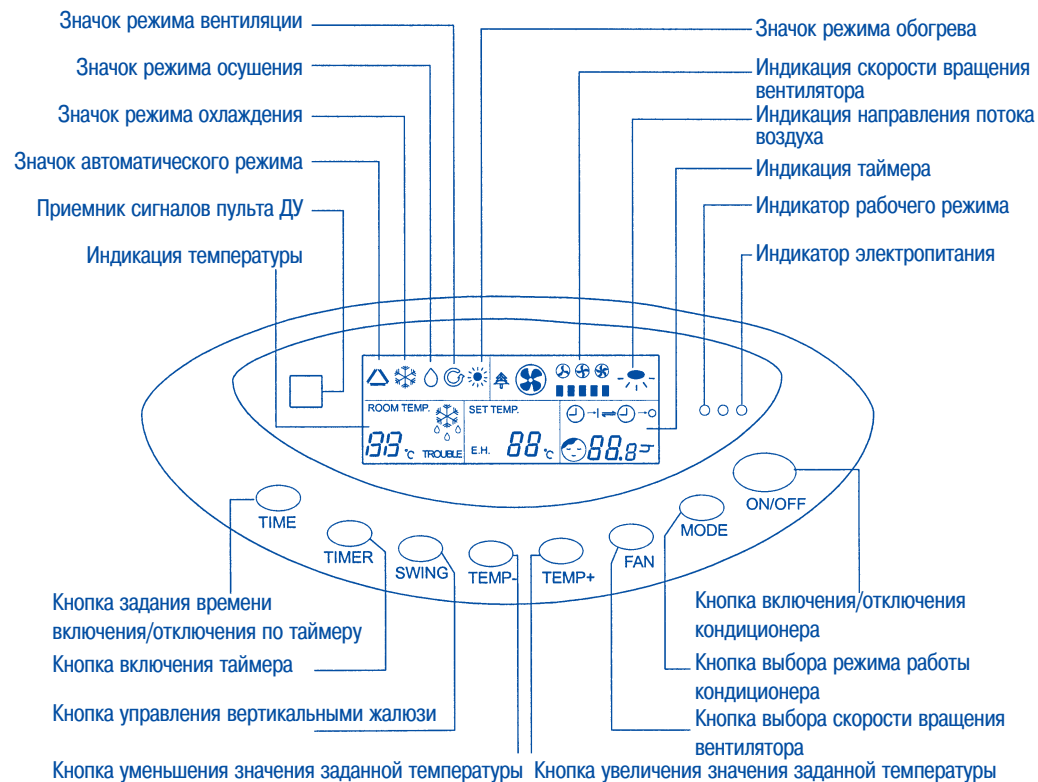 Значок режима вентиляции
Значок режима осушения
Значок режима охлаждения
Значок автоматического режима
Приемник сигналов пульта ДУ
Индикация температуры
Значок режима обогрева
Индикация скорости вращения
вентилятора
Индикация направления потока
воздуха
Индикация таймера
Индикатор рабочего режима
Индикатор электропитания
ROOM TEMP.
SET TEMP.
88 °C
TROUBLE
E.H.
88 °C
88.8
TIME
TIMER
SWING
TEMP-
TEMP+
FAN
MODE
ON/OFF
Кнопка задания времени
включения/отключения по таймеру
Кнопка включения таймера
Кнопка управления вертикальными жалюзи
Кнопка уменьшения значения заданной температуры
Кнопка включения/отключения
кондиционера
Кнопка выбора режима работы
кондиционера
Кнопка выбора скорости вращения
вентилятора
Кнопка увеличения значения заданной температуры